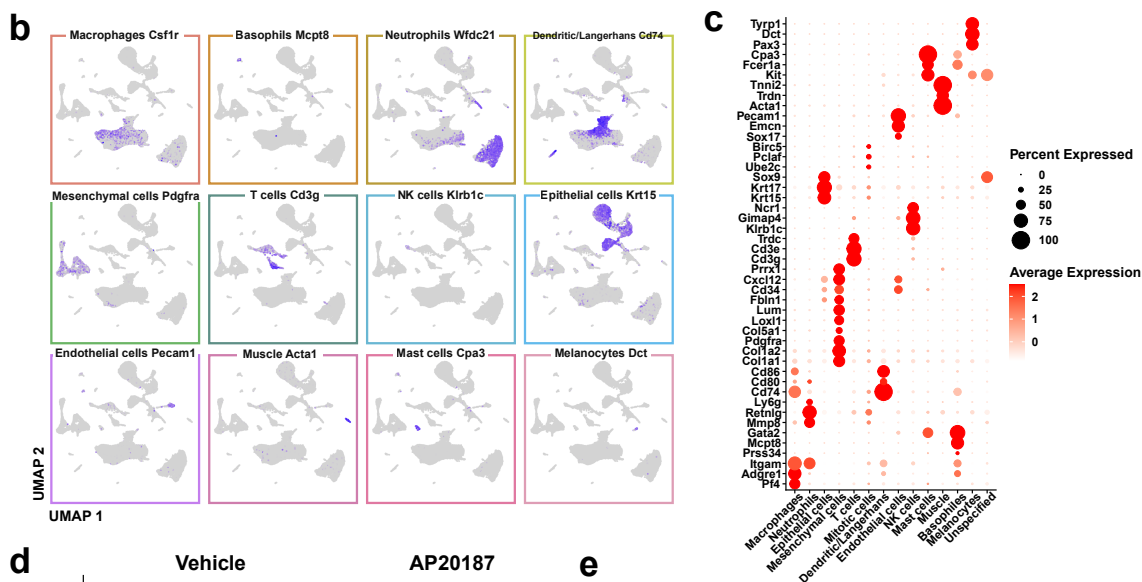 b
Macrophages Csf1r
Basophils Mcpt8
Neutrophils Wfdc21
Dendritic/Langerhans Cd74
Mesenchymal cells Pdgfra
T cells Cd3g
NK cells Klrb1c
Epithelial cells Krt15
Endothelial cells Pecam1
Muscle Acta1
Mast cells Cpa3
Melanocytes Dct
UMAP 2
UMAP 1
c
Tyrp1
Dct
Pax3
Cpa3
Fcer1a
Kit
Tnni2
Trdn
Acta1
Pecam1
Emcn
Sox17
Birc5
Pclaf
Ube2c
Sox9
Krt17
Krt15
Ncr1
Gimap4
Klrb1c
Trdc
Cd3e
Cd3g
Prrx1
Cxcl12
Cd34
Fbln1
Lum
Loxl1
Col5a1
Pdgfra
Col1a2
Col1a1
Cd86
Cd80
Cd74
Ly6g
Retnlg
Mmp8
Gata2
Mcpt8
Prss34
Itgam
Adgre1
Pf4
Macrophages
Neutrophils
Epithelial cells
Mesenchymal cells
T cells
Mitotic cells
Dendritic/Langerhans
Endothelial cells
NK cells
Mast cells
Muscle
Basophiles
Melanocytes
Unspecified
Percent Expressed
0
25
50
75
100
Average Expression
2
1
0
d
Vehicle
AP20187
e